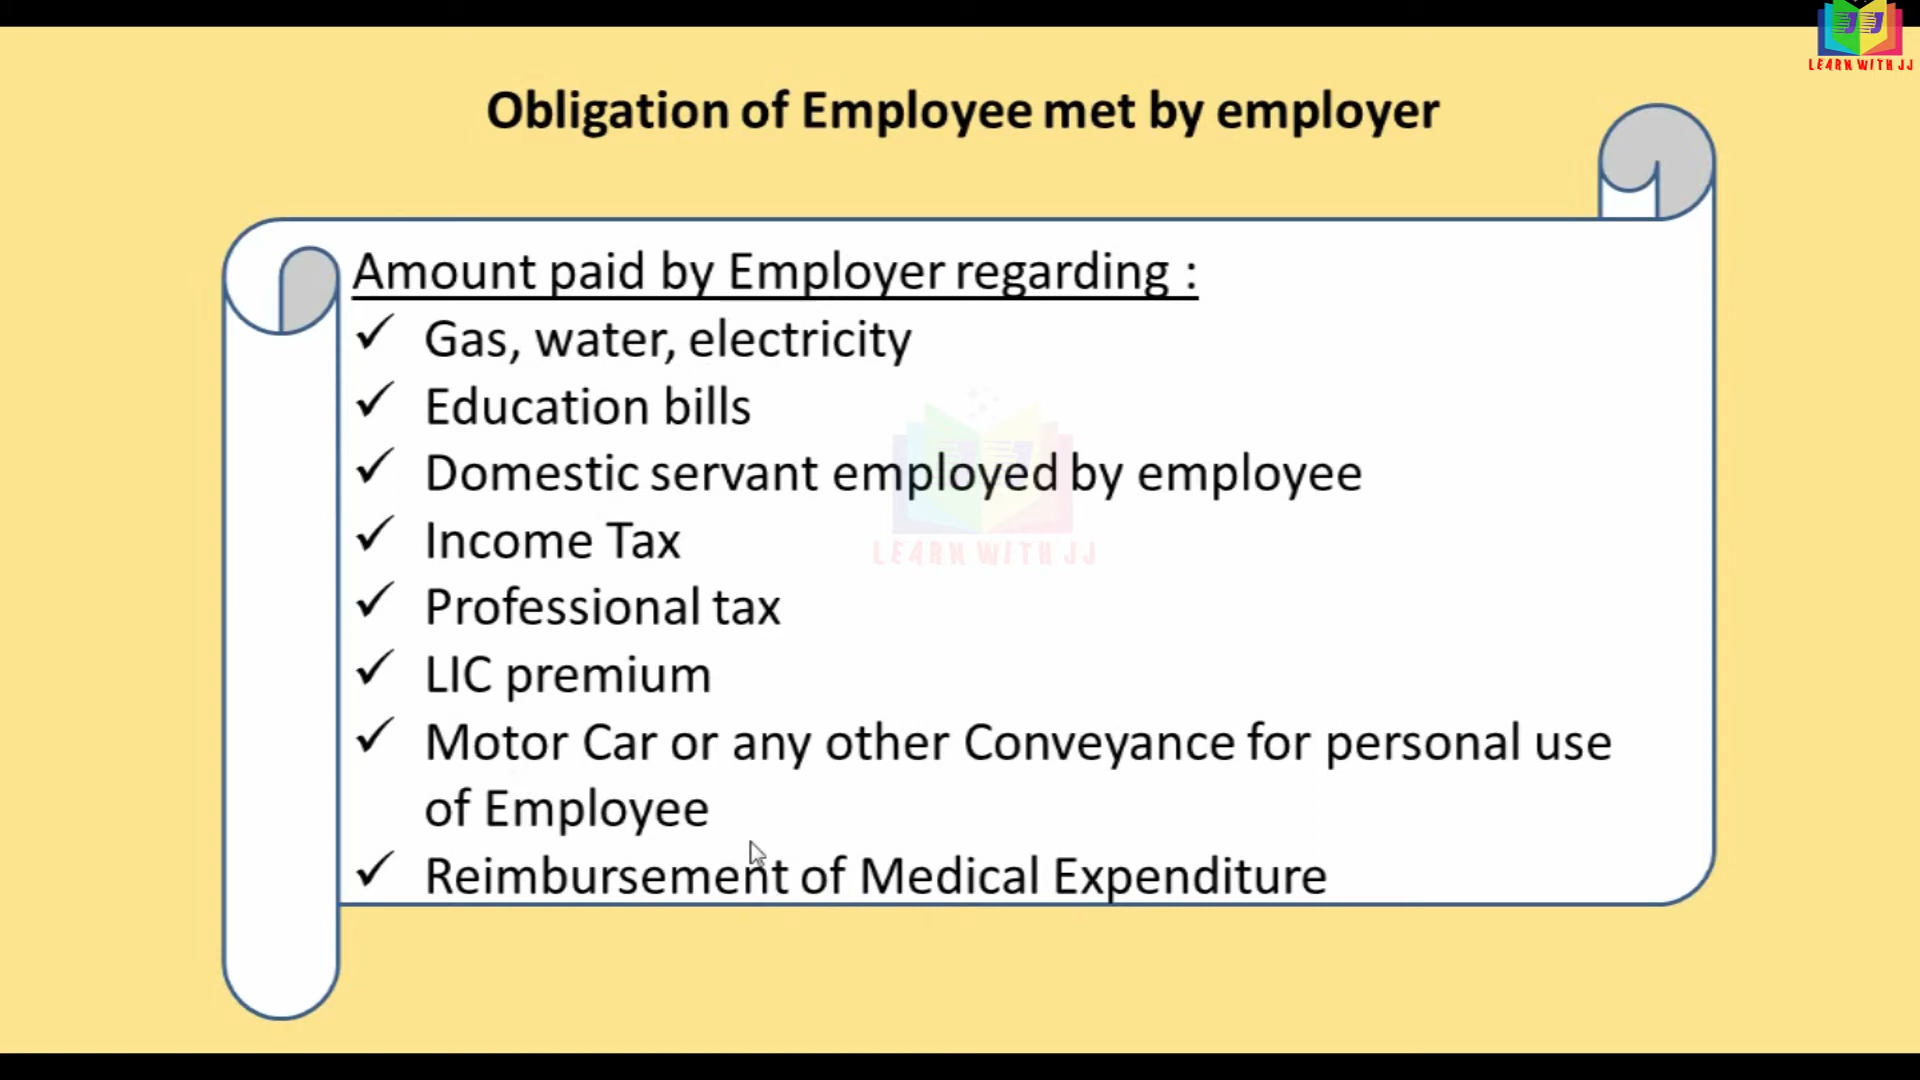 LEARN WITH JJ
Obligation of Employee met by employer
Amount paid by Employer regarding :
✓ Gas, water, electricity
✓ Education bills
✓ Domestic servant employed by employee
LEARN WITH JJ
✓ Income Tax
✓ Professional tax
✓ LIC premium
✓ Motor Car or any other Conveyance for personal use
of Employee
✓ Reimbursement of Medical Expenditure